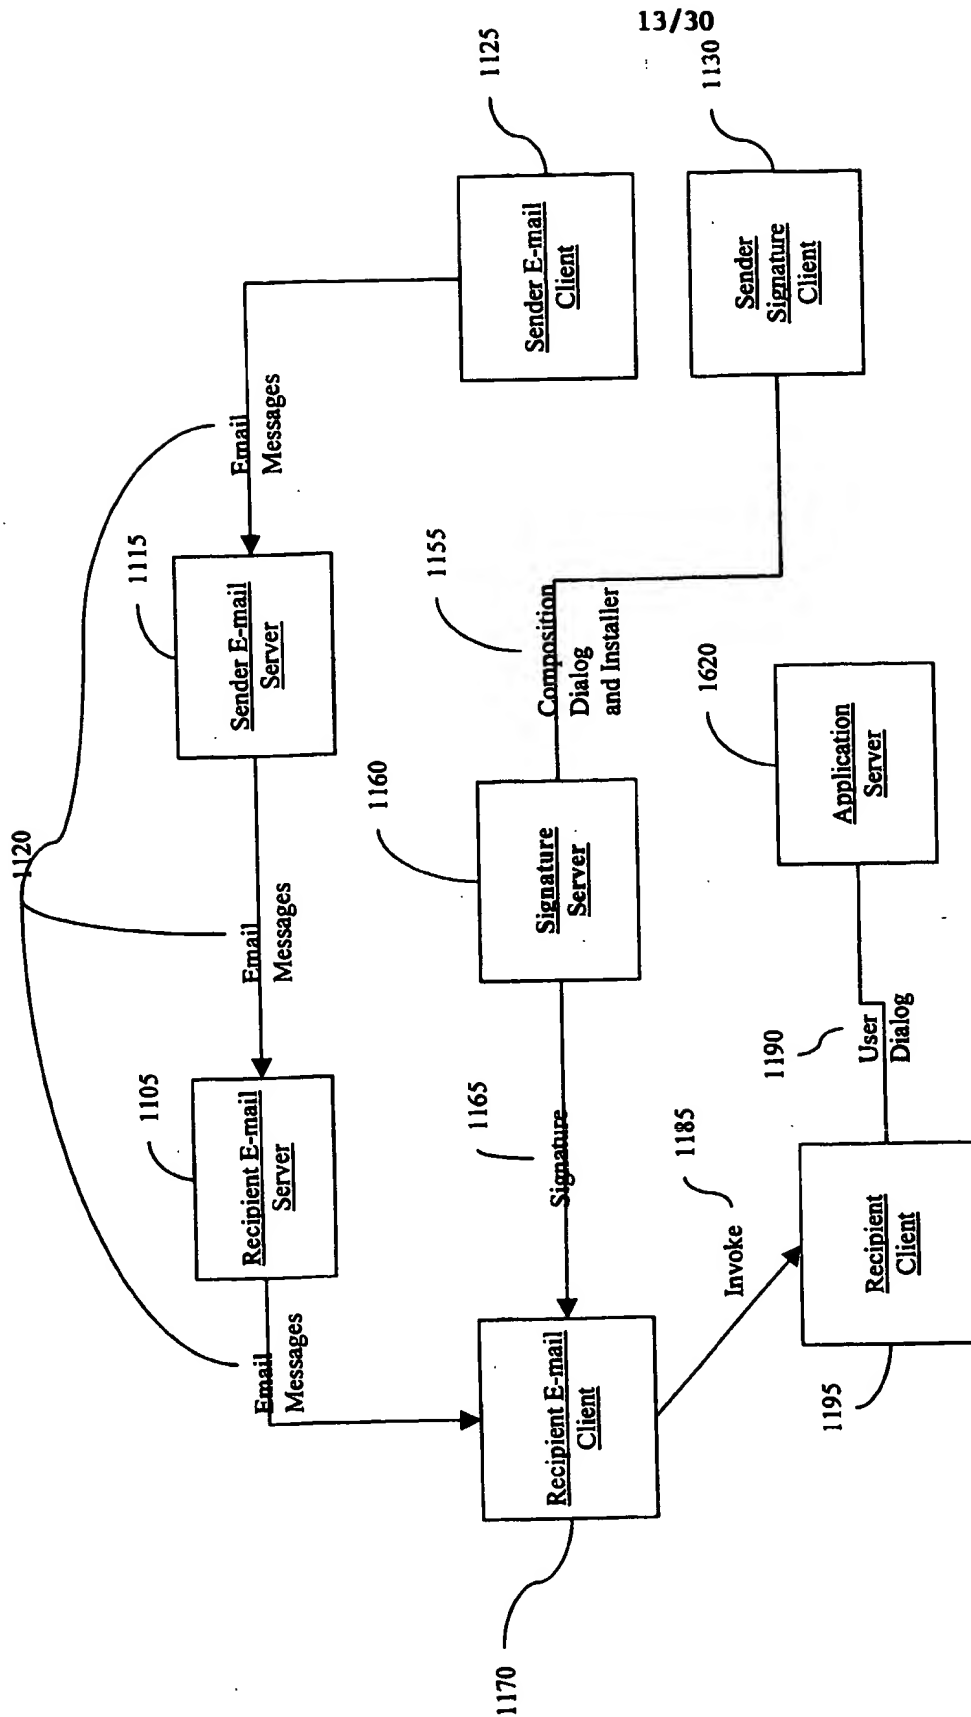 13/30
1120
Email
Messages
Email
Messages
Email
Messages
1105
Recipient E-mail
Server
1115
Sender E-mail
Server
1125
Sender E-mail
Client
1170
Recipient E-mail
Client
1165
Signature
1160
Signature
Server
1155
Composition
Dialog
and Installer
1130
Sender
Signature
Client
1185
Invoke
1195
Recipient
Client
1190
User
Dialog
1620
Application
Server